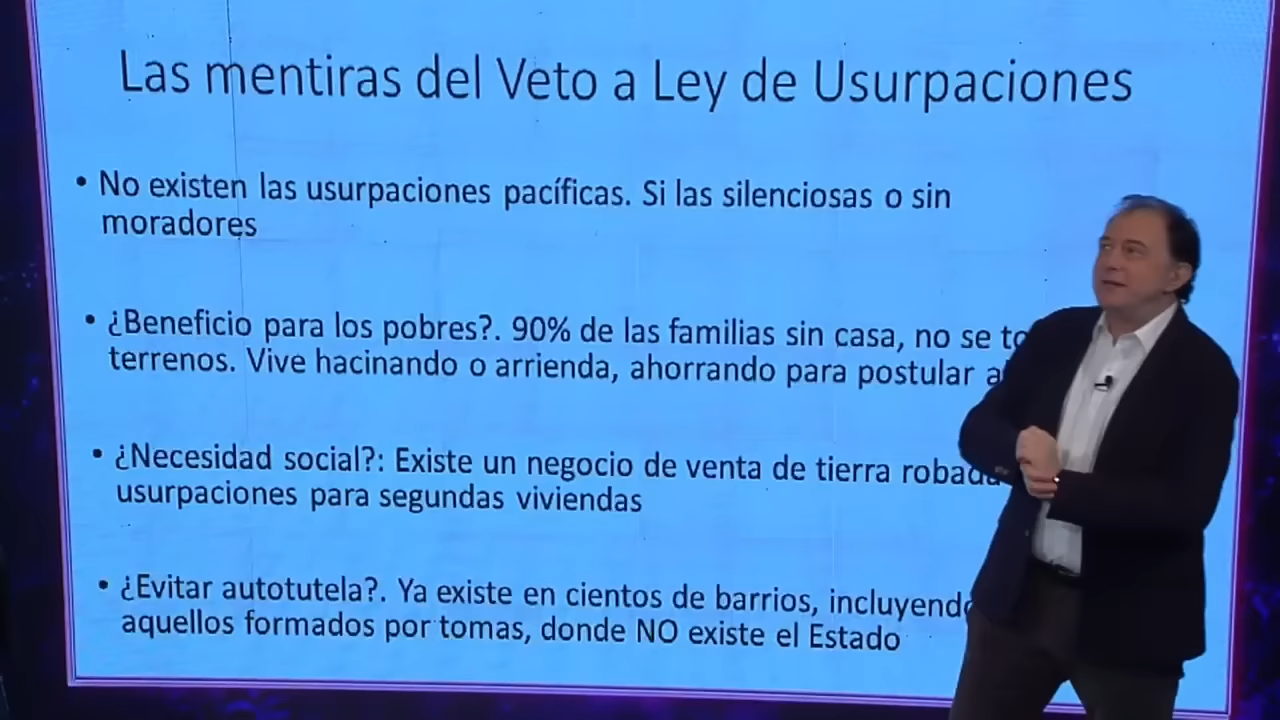 Las mentiras del Veto a Ley de Usurpaciones
• No existen las usurpaciones pacíficas. Si las silenciosas o sin
moradores
• ¿Beneficio para los pobres?. 90% de las familias sin casa, no se
terrenos. Vive hacinando o arrienda, ahorrando para postular
• ¿Necesidad social?: Existe un negocio de venta de tierra
usurpaciones para segundas viviendas
• ¿Evitar autotutela?. Ya existe en cientos de barrios, incluyendo
aquellos formados por tomas, donde NO existe el Estado